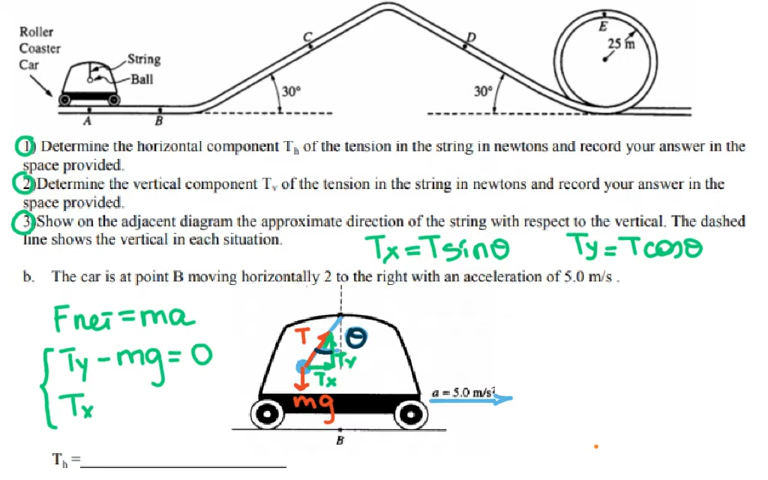 Roller
Coaster
Car
String
Ball
A
B
C
30°
D
30°
E
25 m
1) Determine the horizontal component Th of the tension in the string in newtons and record your answer in the
space provided.
2) Determine the vertical component Tv of the tension in the string in newtons and record your answer in the
space provided.
3) Show on the adjacent diagram the approximate direction of the string with respect to the vertical. The dashed
line shows the vertical in each situation.
Tx = T sinθ Ty = T cosθ
b. The car is at point B moving horizontally 2 to the right with an acceleration of 5.0 m/s .
Fnet = ma
Ty - mg = 0
Tx
T
θ
Ty
Tx
mg
a = 5.0 m/s²
B
Th =